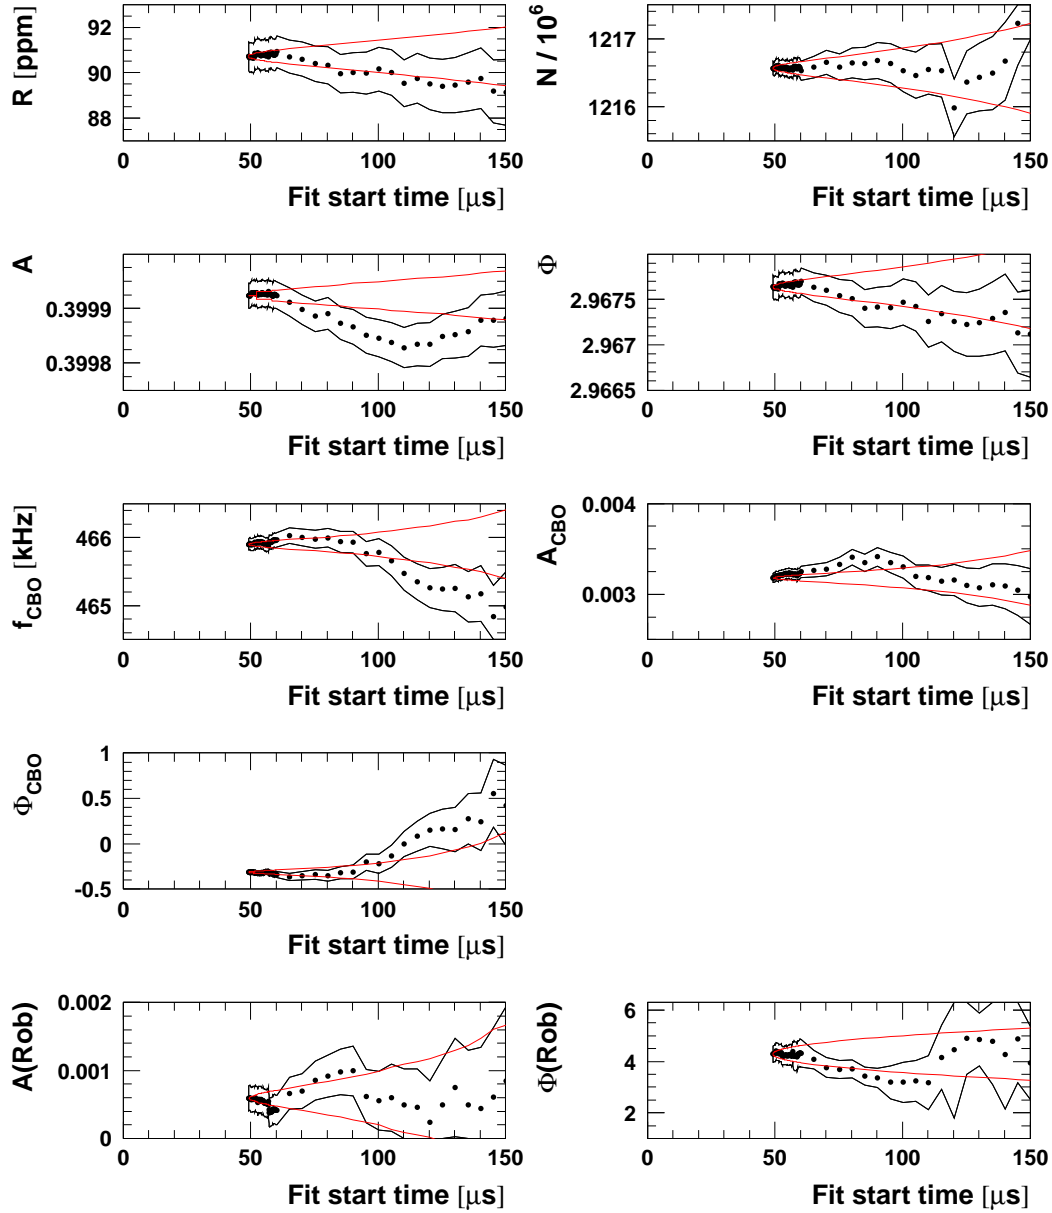 R [ppm]
92
90
88
0 50 100 150
Fit start time [μs]
N / 10⁶
1217
1216
0 50 100 150
Fit start time [μs]
A
0.3999
0.3998
0 50 100 150
Fit start time [μs]
Φ
2.9675
2.967
2.9665
0 50 100 150
Fit start time [μs]
f_CBO [kHz]
466
465
0 50 100 150
Fit start time [μs]
A_CBO
0.004
0.003
0 50 100 150
Fit start time [μs]
Φ_CBO
1
0.5
0
-0.5
0 50 100 150
Fit start time [μs]
A(Rob)
0.002
0.001
0
0 50 100 150
Fit start time [μs]
Φ(Rob)
6
4
2
0 50 100 150
Fit start time [μs]